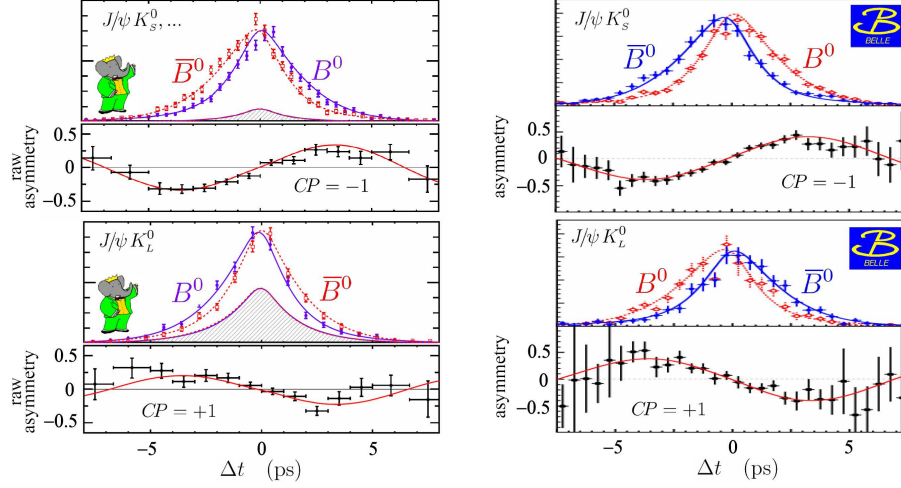 J/ψ K⁰_S, ...
B̅⁰
B⁰
raw
asymmetry
0.5
0
−0.5
CP = −1
J/ψ K⁰_L
B⁰
B̅⁰
raw
asymmetry
0.5
0
−0.5
CP = +1
−5 0 5
Δt (ps)
J/ψ K⁰_S
B
BELLE
B̅⁰
B⁰
asymmetry
0.5
0
−0.5
CP = −1
J/ψ K⁰_L
B
BELLE
B⁰
B̅⁰
asymmetry
0.5
0
−0.5
CP = +1
−5 0 5
Δt (ps)